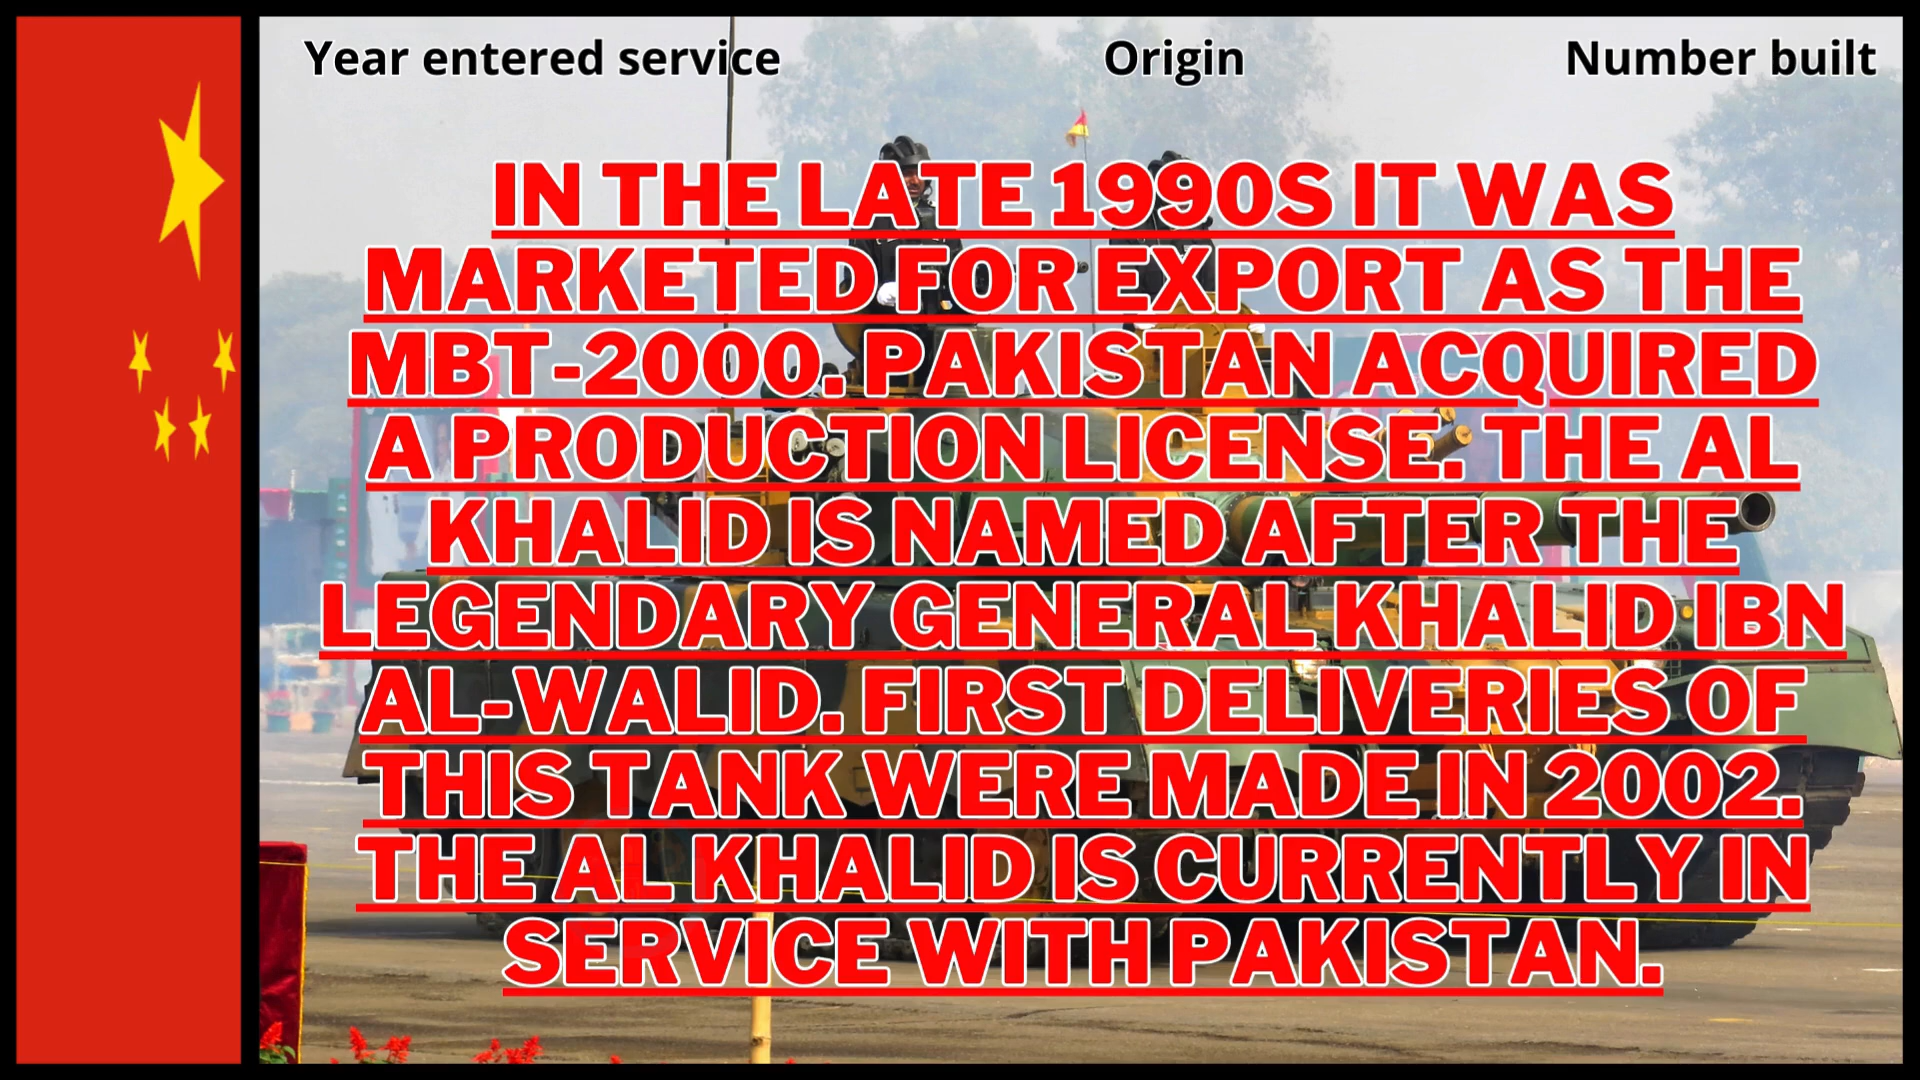 Year entered service Origin Number built
IN THE LATE 1990S IT WAS
MARKETED FOR EXPORT AS THE
MBT-2000. PAKISTAN ACQUIRED
A PRODUCTION LICENSE. THE AL
KHALID IS NAMED AFTER THE
LEGENDARY GENERAL KHALID IBN
AL-WALID. FIRST DELIVERIES OF
THIS TANK WERE MADE IN 2002.
THE AL KHALID IS CURRENTLY IN
SERVICE WITH PAKISTAN.